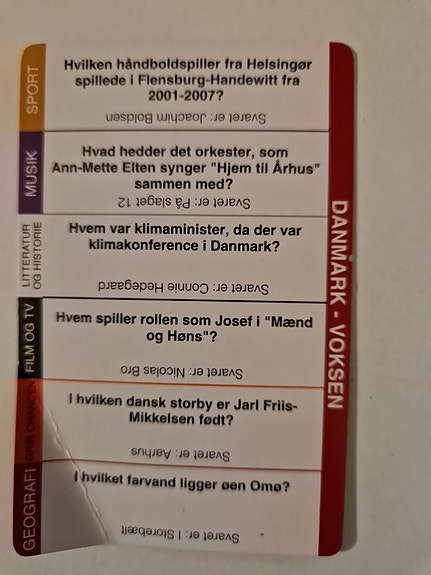 SPORT
Hvilken håndboldspiller fra Helsingør
spillede i Flensburg-Handewitt fra
2001-2007?
Svaret er: Joachim Boldsen
MUSIK
Hvad hedder det orkester, som
Ann-Mette Elten synger "Hjem til Århus"
sammen med?
Svaret er: På slaget 12
LITTERATUR
OG HISTORIE
Hvem var klimaminister, da der var
klimakonference i Danmark?
Svaret er: Connie Hedegaard
FILM OG TV
Hvem spiller rollen som Josef i "Mænd
og Høns"?
Svaret er: Nicolas Bro
GRIB CHANCEN
I hvilken dansk storby er Jarl Friis-
Mikkelsen født?
Svaret er: Aarhus
GEOGRAFI
I hvilket farvand ligger øen Omø?
Svaret er: I Storebælt
DANMARK - VOKSEN